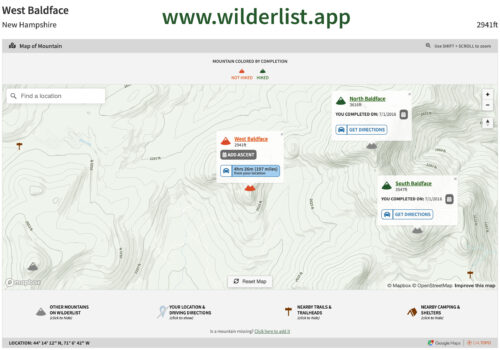 West Baldface
www.wilderlist.app
New Hampshire
2941ft
Map of Mountain
Use SHIFT + SCROLL to ZOOM
MOUNTAIN COLORED BY COMPLETION
NOT HIKED
HIKED
Find a location
North Baldface
YOU COMPLETED ON: 7/1/2018
GET DIRECTIONS
West Baldface
2941ft
ADD ASCENT
4hrs 26m (197 miles)
from your location
South Baldface
YOU COMPLETED ON: 7/1/2018
GET DIRECTIONS
mapbox
Reset Map
© Mapbox © OpenStreetMap Improve this map
OTHER MOUNTAINS
ON WILDERLIST
(click to hide)
YOUR LOCATION &
DRIVING DIRECTIONS
(click to show)
NEARBY TRAILS &
TRAILHEADS
(click to hide)
NEARBY CAMPING &
SHELTERS
(click to hide)
Is a mountain missing? Click here to add it
LOCATION: 44° 14' 12" N, 71° 6' 42" W
Google Maps
CALTOPO